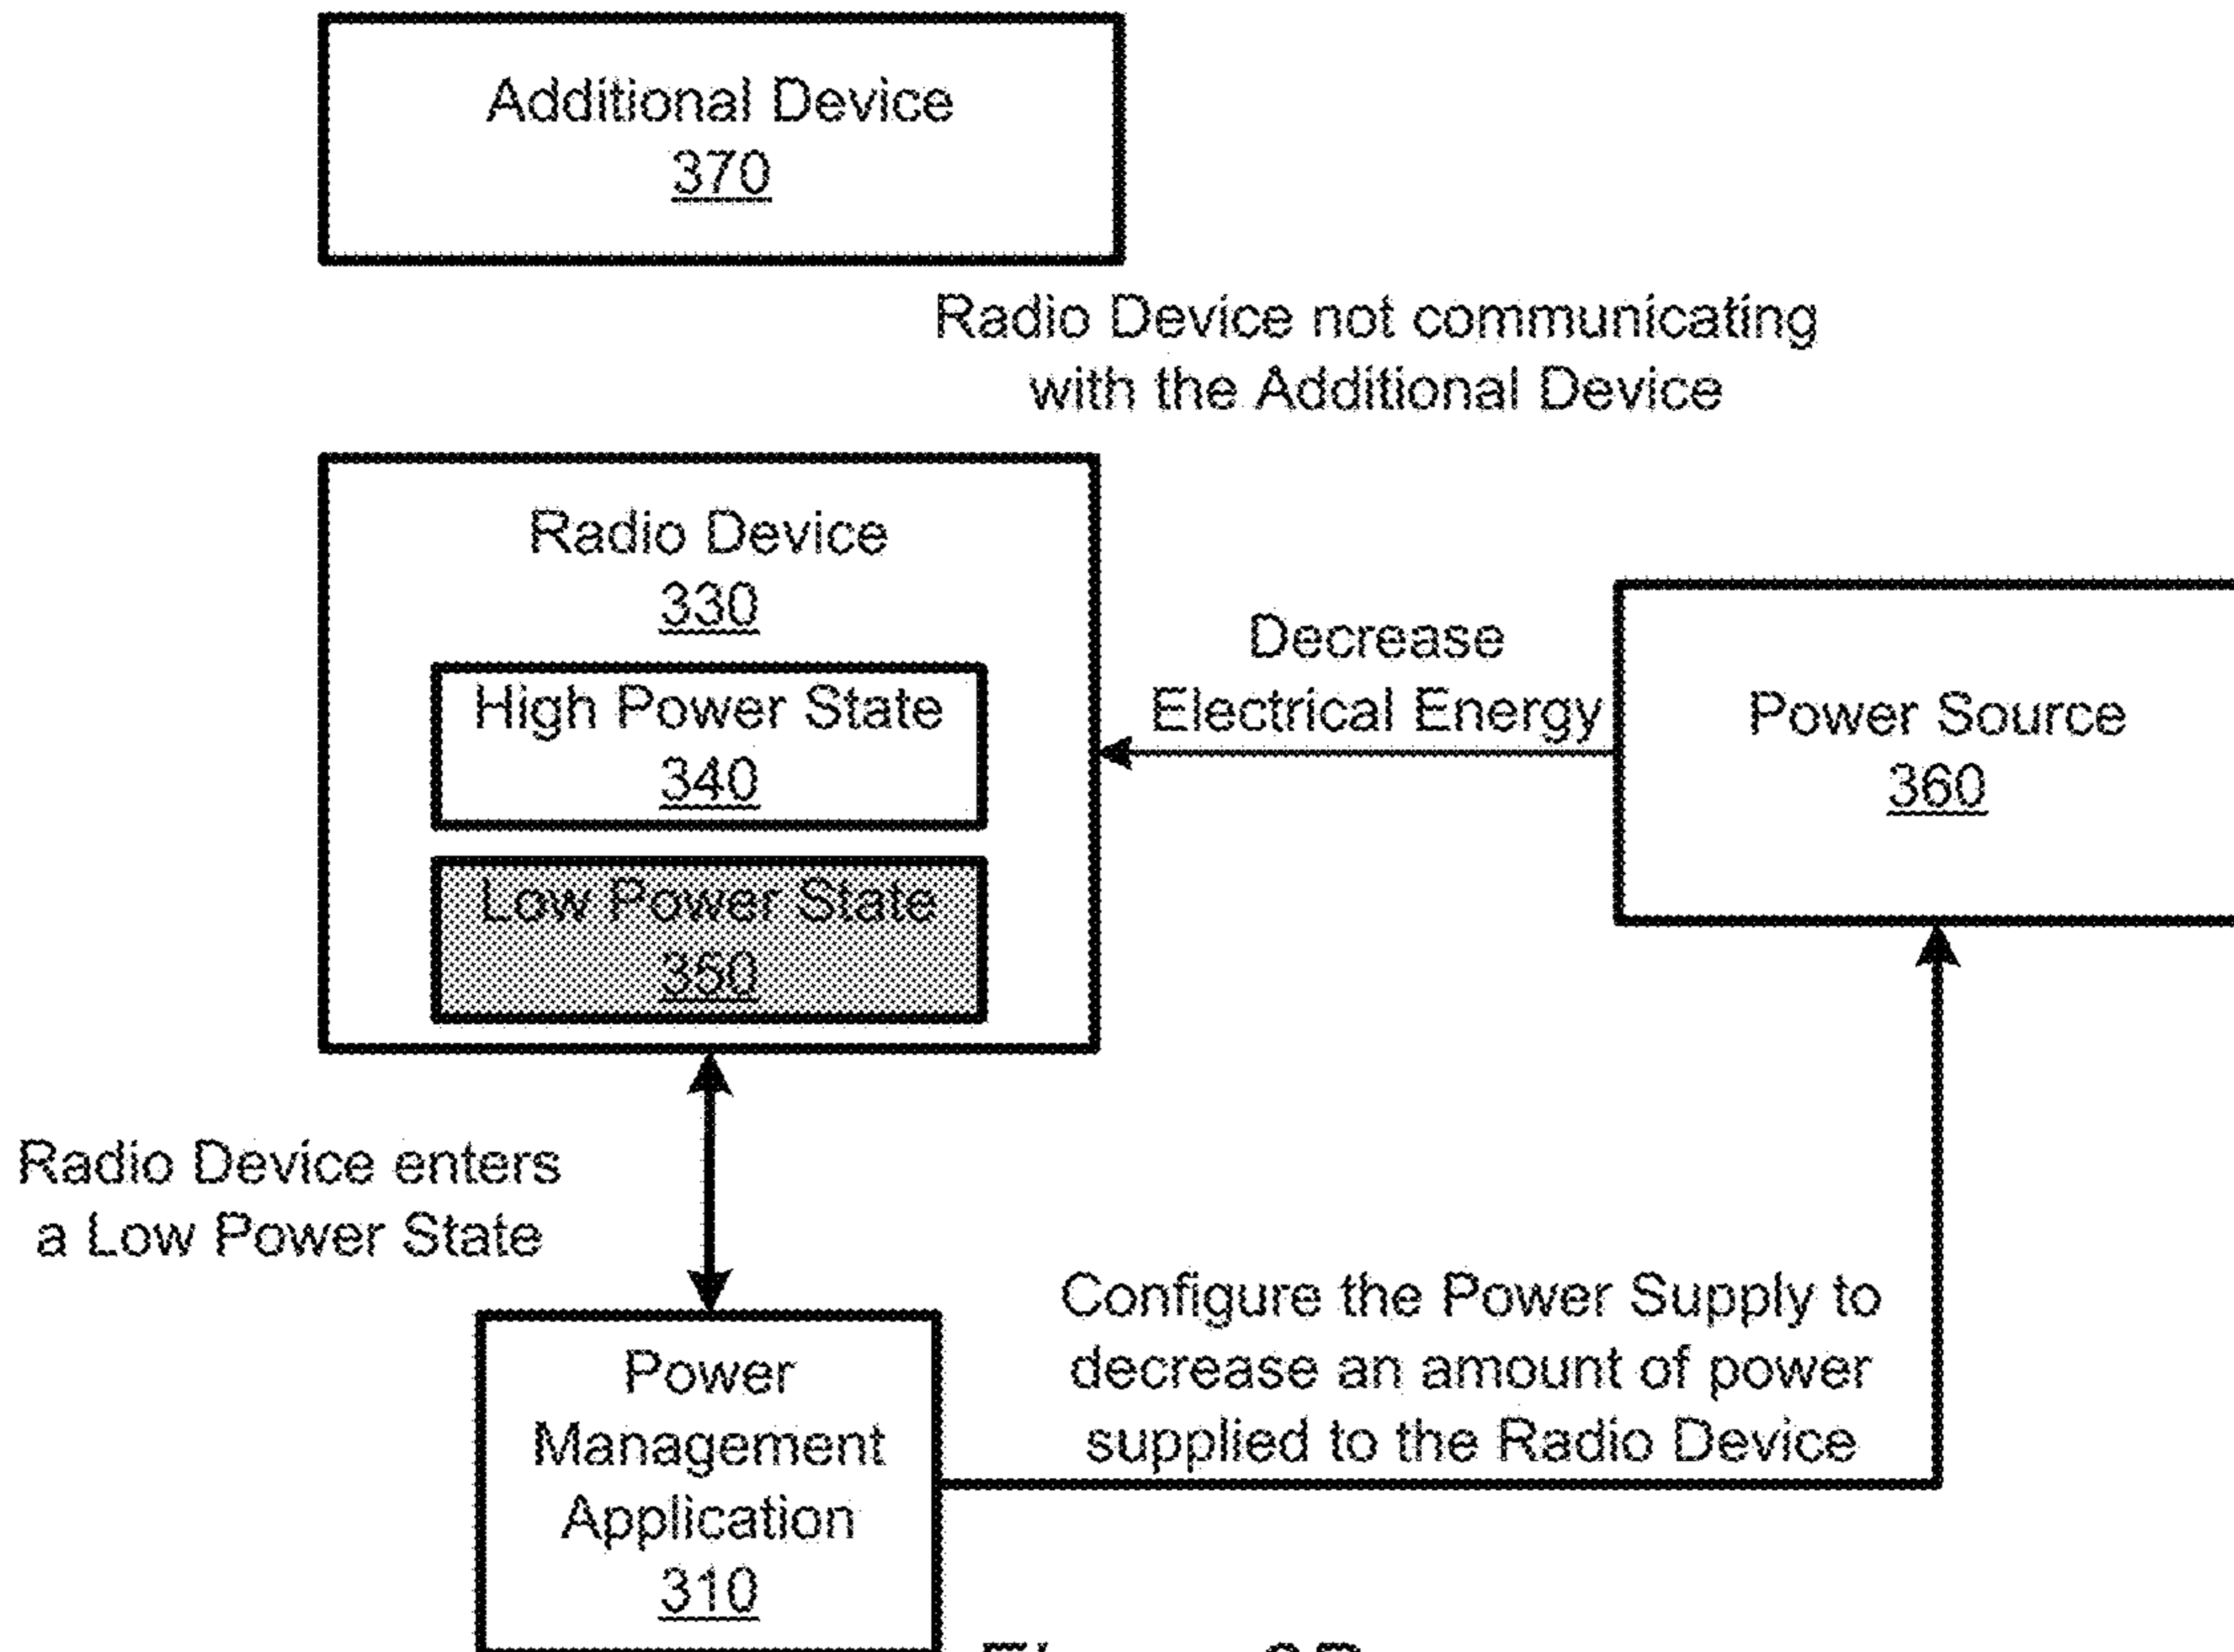 Additional Device
370
Radio Device not communicating
with the Additional Device
Radio Device
330
High Power State
340
Low Power State
350
Decrease
Electrical Energy
Power Source
360
Radio Device enters
a Low Power State
Configure the Power Supply to
decrease an amount of power
supplied to the Radio Device
Power
Management
Application
310